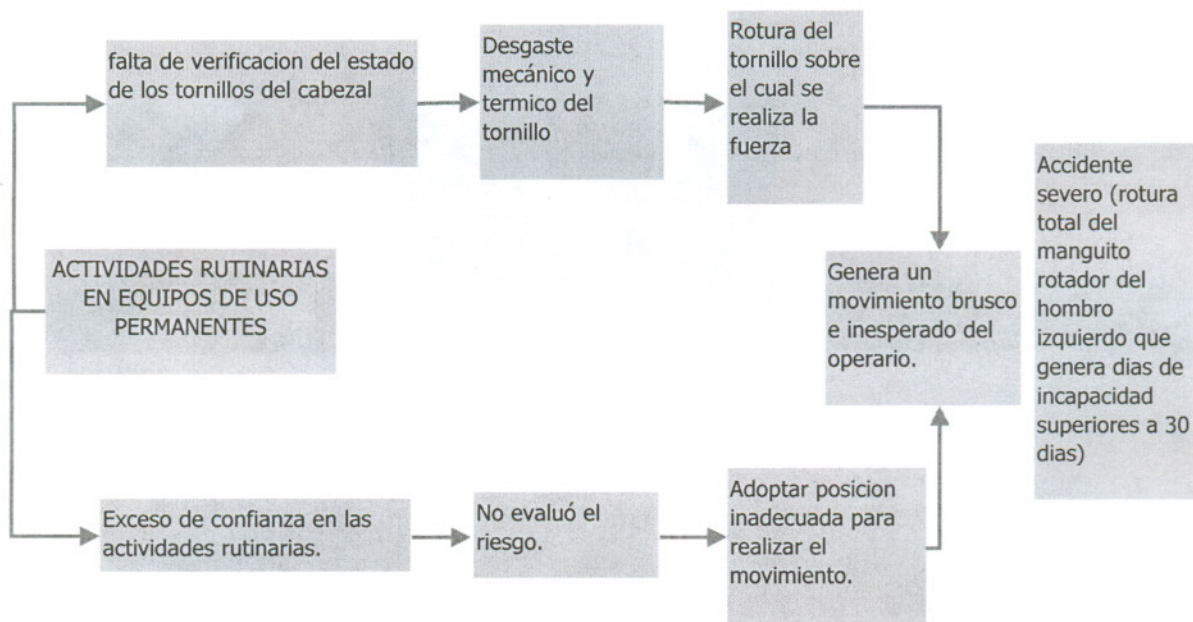 falta de verificacion del estado
de los tornillos del cabezal
Desgaste
mecánico y
termico del
tornillo
Rotura del
tornillo sobre
el cual se
realiza la
fuerza
ACTIVIDADES RUTINARIAS
EN EQUIPOS DE USO
PERMANENTES
Genera un
movimiento brusco
e inesperado del
operario.
Accidente
severo (rotura
total del
manguito
rotador del
hombro
izquierdo que
genera dias de
incapacidad
superiores a 30
dias)
Exceso de confianza en las
actividades rutinarias.
No evaluó el
riesgo.
Adoptar posicion
inadecuada para
realizar el
movimiento.